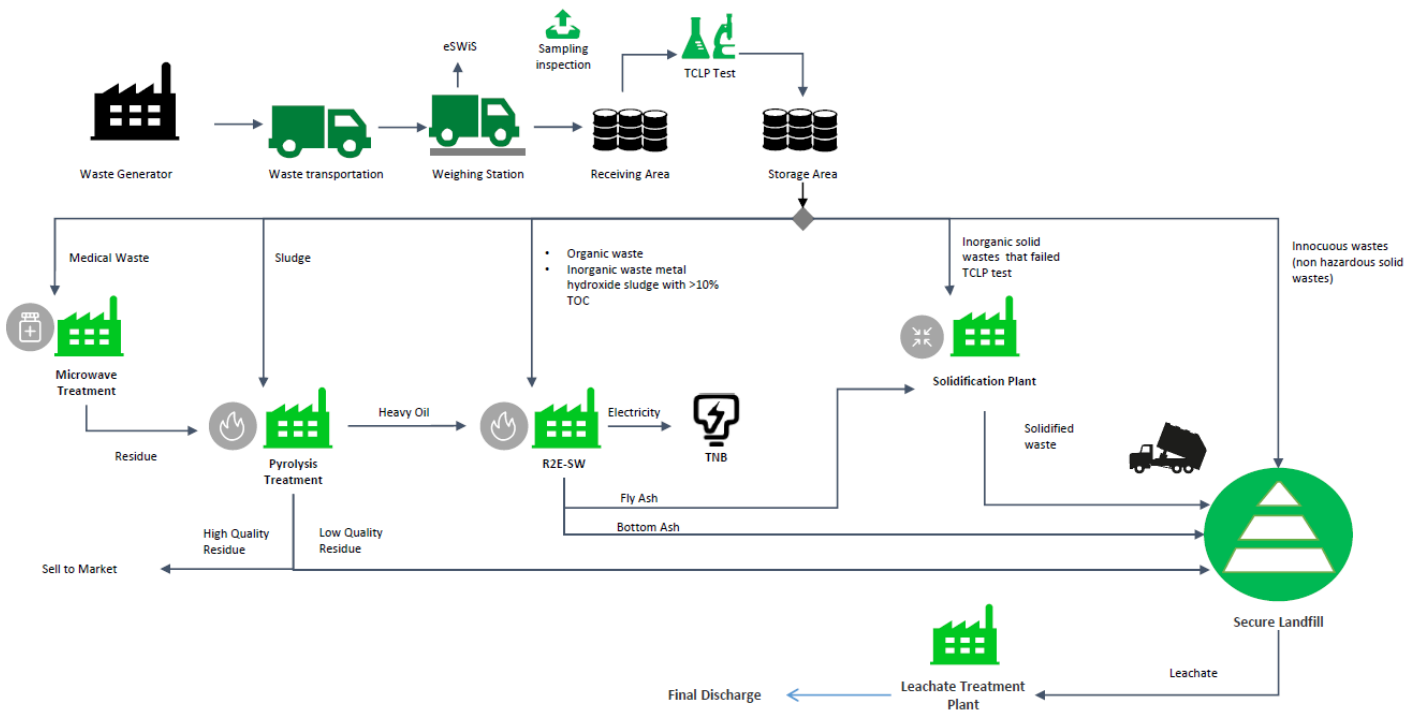 eSWiS
Sampling
inspection
TCLP Test
Waste Generator
Waste transportation
Weighing Station
Receiving Area
Storage Area
Medical Waste
Sludge
• Organic waste
• Inorganic waste metal
hydroxide sludge with >10%
TOC
Inorganic solid
wastes that failed
TCLP test
Innocuous wastes
(non hazardous solid
wastes)
Microwave
Treatment
Solidification Plant
Heavy Oil
Electricity
Residue
Pyrolysis
Treatment
R2E-SW
TNB
Solidified
waste
Fly Ash
Bottom Ash
High Quality
Residue
Low Quality
Residue
Sell to Market
Secure Landfill
Leachate
Leachate Treatment
Plant
Final Discharge